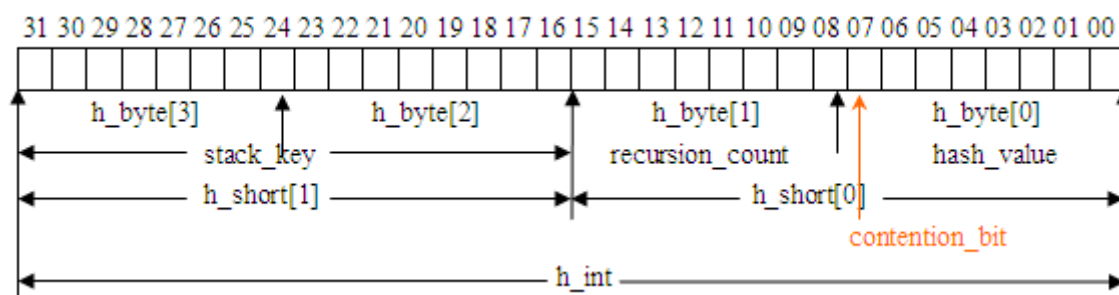 31 30 29 28 27 26 25 24 23 22 21 20 19 18 17 16 15 14 13 12 11 10 09 08 07 06 05 04 03 02 01 00
h_byte[3] h_byte[2] h_byte[1] h_byte[0]
stack_key recursion_count hash_value
h_short[1] h_short[0]
contention_bit
h_int